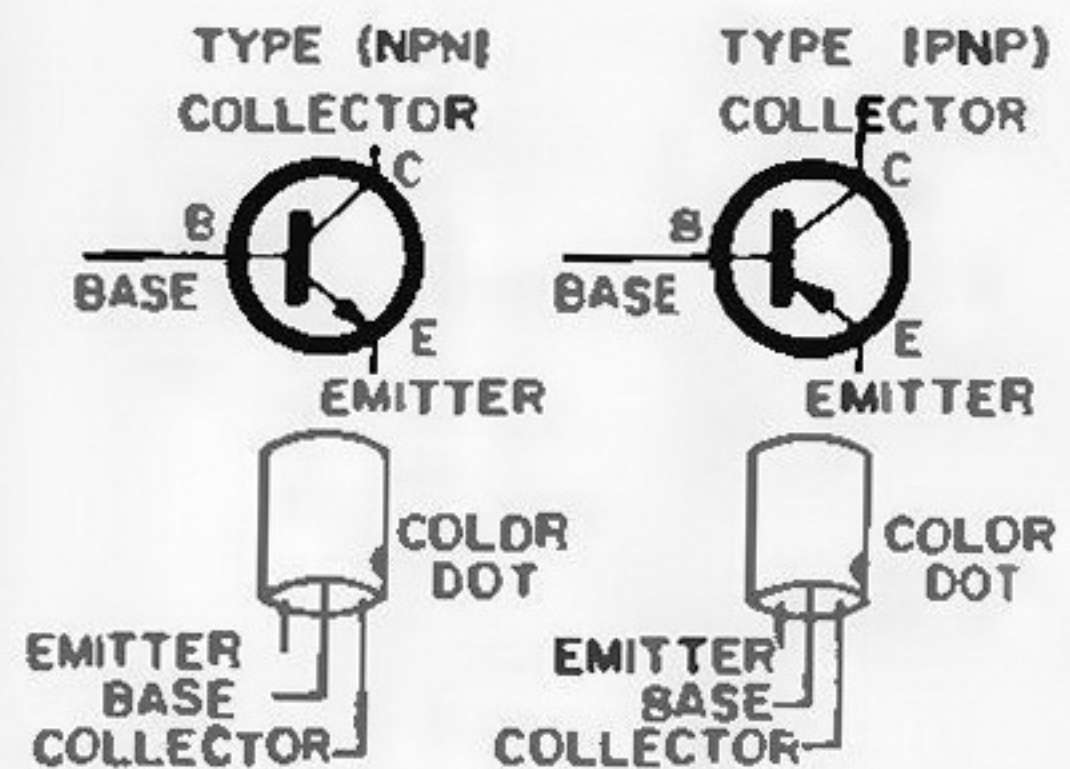 TYPE (NPN)
COLLECTOR
C
B
BASE
E
EMITTER
COLOR
DOT
EMITTER
BASE
COLLECTOR
TYPE (PNP)
COLLECTOR
C
B
BASE
E
EMITTER
COLOR
DOT
EMITTER
BASE
COLLECTOR